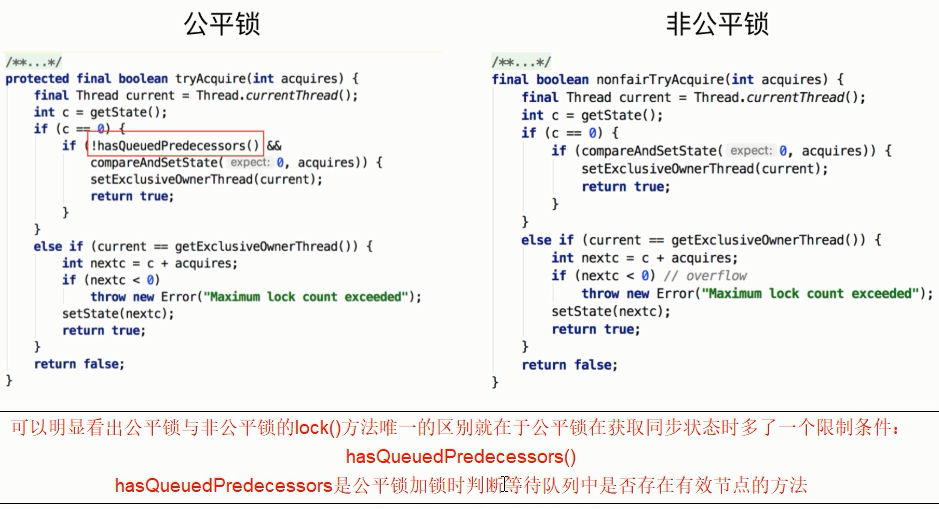 公平锁
/**...*/
protected final boolean tryAcquire(int acquires) {
final Thread current = Thread.currentThread();
int c = getState();
if (c == 0) {
if (!hasQueuedPredecessors() &&
compareAndSetState( expect: 0, acquires)) {
setExclusiveOwnerThread(current);
return true;
}
}
else if (current == getExclusiveOwnerThread()) {
int nextc = c + acquires;
if (nextc < 0)
throw new Error("Maximum lock count exceeded");
setState(nextc);
return true;
}
return false;
}
非公平锁
/**...*/
final boolean nonfairTryAcquire(int acquires) {
final Thread current = Thread.currentThread();
int c = getState();
if (c == 0) {
if (compareAndSetState( expect: 0, acquires)) {
setExclusiveOwnerThread(current);
return true;
}
}
else if (current == getExclusiveOwnerThread()) {
int nextc = c + acquires;
if (nextc < 0) // overflow
throw new Error("Maximum lock count exceeded");
setState(nextc);
return true;
}
return false;
}
可以明显看出公平锁与非公平锁的lock()方法唯一的区别就在于公平锁在获取同步状态时多了一个限制条件：
hasQueuedPredecessors()
hasQueuedPredecessors是公平锁加锁时判断等待队列中是否存在有效节点的方法